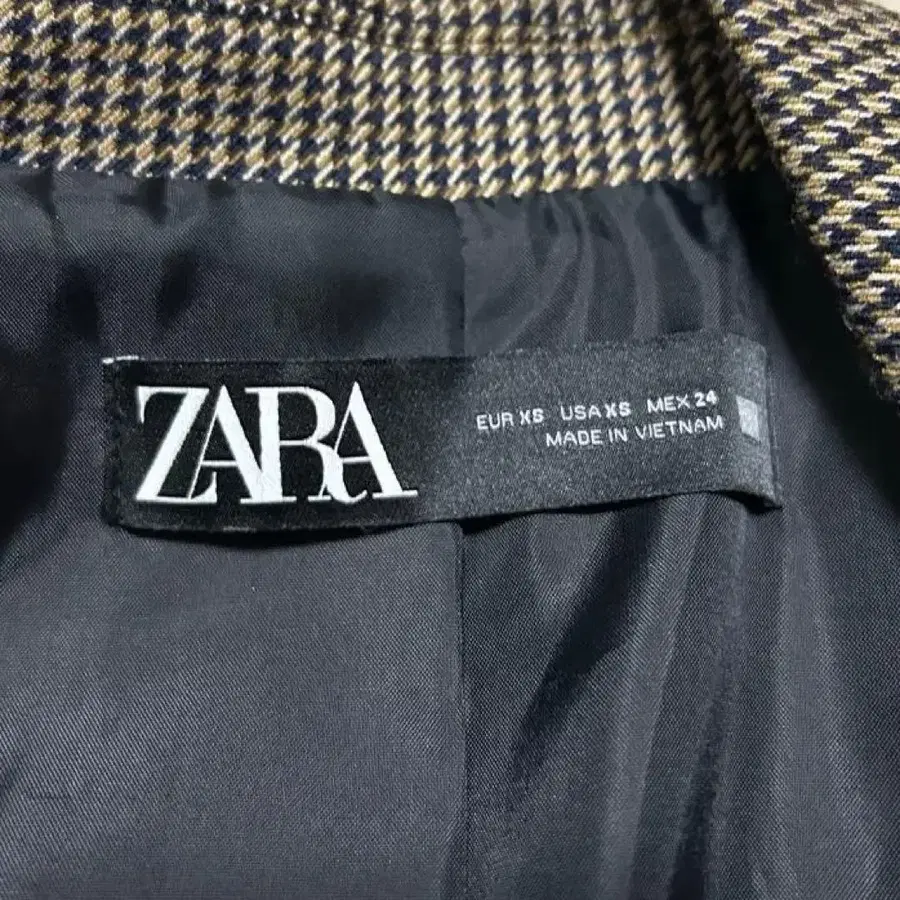 ZARA
EUR XS USA XS MEX 24
MADE IN VIETNAM